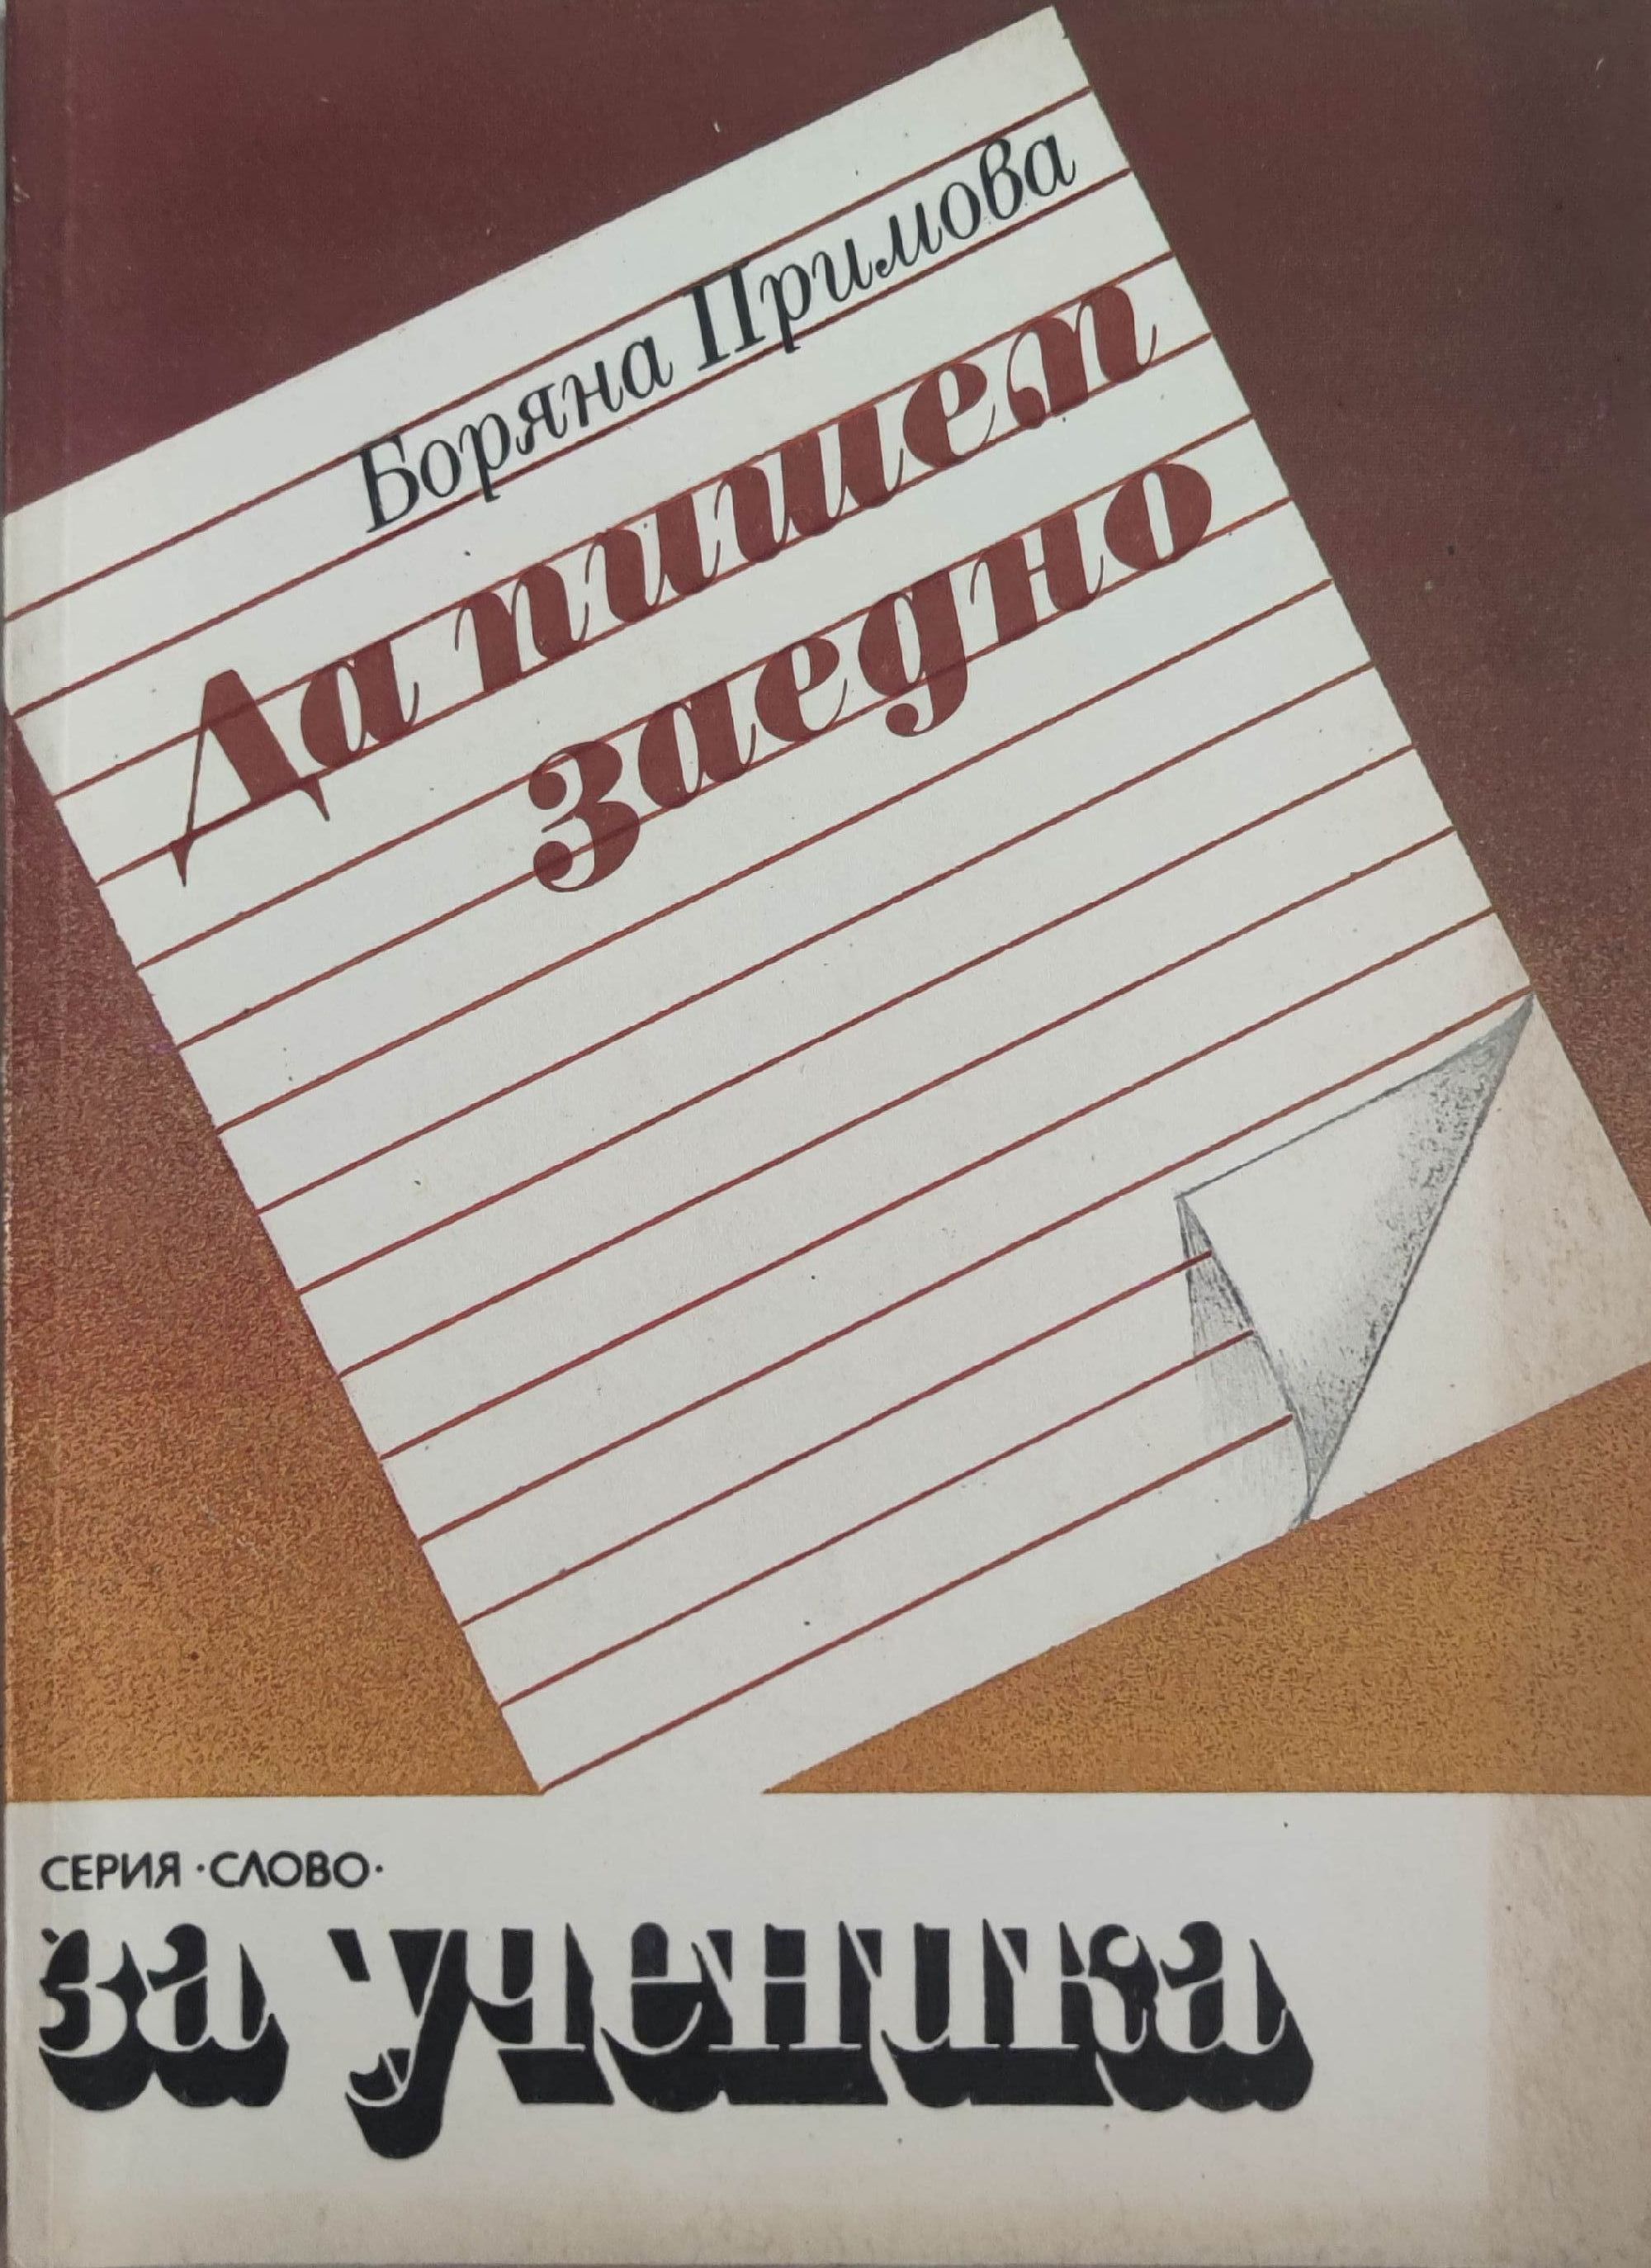 Боряна Примова
Да пишем
заедно
СЕРИЯ ·СЛОВО·
за ученика